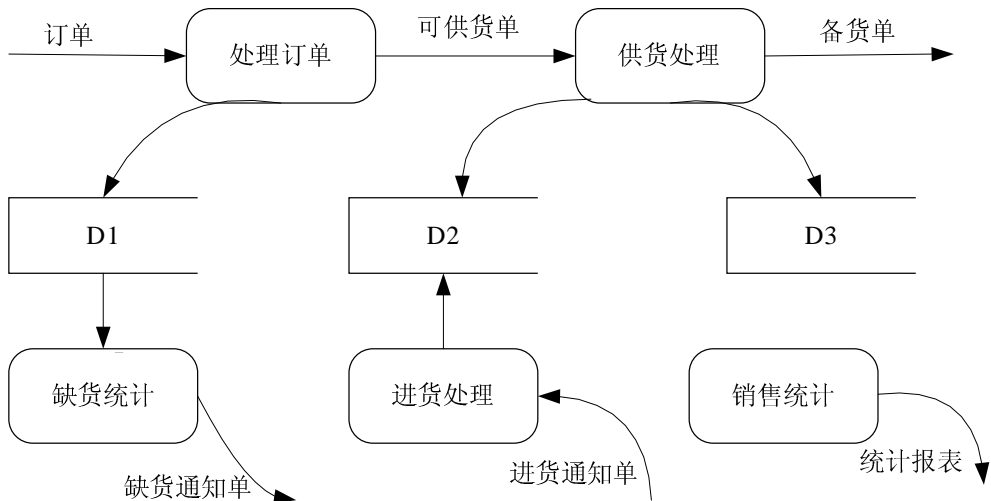 订单
处理订单
可供货单
供货处理
备货单
D1
D2
D3
缺货统计
进货处理
销售统计
缺货通知单
进货通知单
统计报表